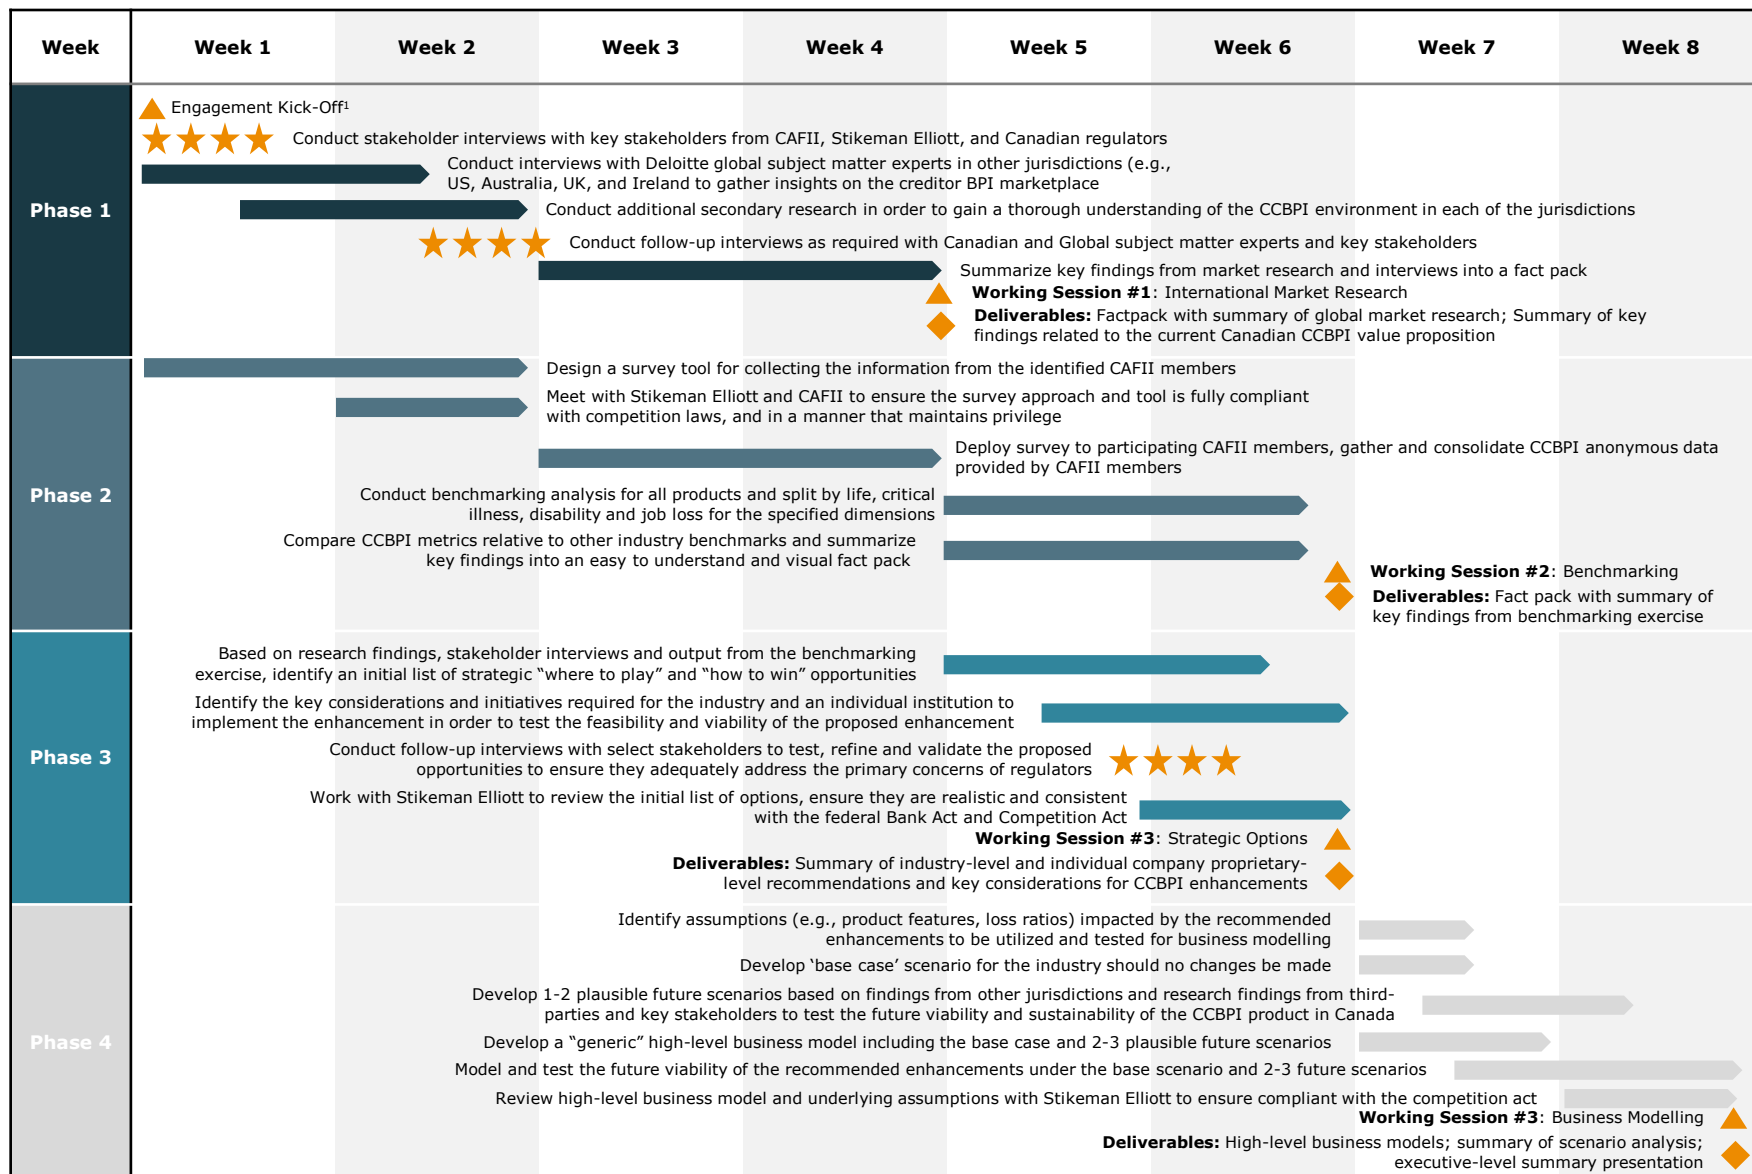 Week
Week 1
Week 2
Week 3
Week 4
Week 5
Week 6
Week 7
Week 8
Phase 1
Engagement Kick-Off¹
Conduct stakeholder interviews with key stakeholders from CAFII, Stikeman Elliott, and Canadian regulators
Conduct interviews with Deloitte global subject matter experts in other jurisdictions (e.g.,
US, Australia, UK, and Ireland to gather insights on the creditor BPI marketplace
Conduct additional secondary research in order to gain a thorough understanding of the CCBPI environment in each of the jurisdictions
Conduct follow-up interviews as required with Canadian and Global subject matter experts and key stakeholders
Summarize key findings from market research and interviews into a fact pack
Working Session #1: International Market Research
Deliverables: Factpack with summary of global market research; Summary of key
findings related to the current Canadian CCBPI value proposition
Phase 2
Design a survey tool for collecting the information from the identified CAFII members
Meet with Stikeman Elliott and CAFII to ensure the survey approach and tool is fully compliant
with competition laws, and in a manner that maintains privilege
Deploy survey to participating CAFII members, gather and consolidate CCBPI anonymous data
provided by CAFII members
Conduct benchmarking analysis for all products and split by life, critical
illness, disability and job loss for the specified dimensions
Compare CCBPI metrics relative to other industry benchmarks and summarize
key findings into an easy to understand and visual fact pack
Working Session #2: Benchmarking
Deliverables: Fact pack with summary of
key findings from benchmarking exercise
Phase 3
Based on research findings, stakeholder interviews and output from the benchmarking
exercise, identify an initial list of strategic “where to play” and “how to win” opportunities
Identify the key considerations and initiatives required for the industry and an individual institution to
implement the enhancement in order to test the feasibility and viability of the proposed enhancement
Conduct follow-up interviews with select stakeholders to test, refine and validate the proposed
opportunities to ensure they adequately address the primary concerns of regulators
Work with Stikeman Elliott to review the initial list of options, ensure they are realistic and consistent
with the federal Bank Act and Competition Act
Working Session #3: Strategic Options
Deliverables: Summary of industry-level and individual company proprietary-
level recommendations and key considerations for CCBPI enhancements
Phase 4
Identify assumptions (e.g., product features, loss ratios) impacted by the recommended
enhancements to be utilized and tested for business modelling
Develop ‘base case’ scenario for the industry should no changes be made
Develop 1-2 plausible future scenarios based on findings from other jurisdictions and research findings from third-
parties and key stakeholders to test the future viability and sustainability of the CCBPI product in Canada
Develop a “generic” high-level business model including the base case and 2-3 plausible future scenarios
Model and test the future viability of the recommended enhancements under the base scenario and 2-3 future scenarios
Review high-level business model and underlying assumptions with Stikeman Elliott to ensure compliant with the competition act
Working Session #3: Business Modelling
Deliverables: High-level business models; summary of scenario analysis;
executive-level summary presentation